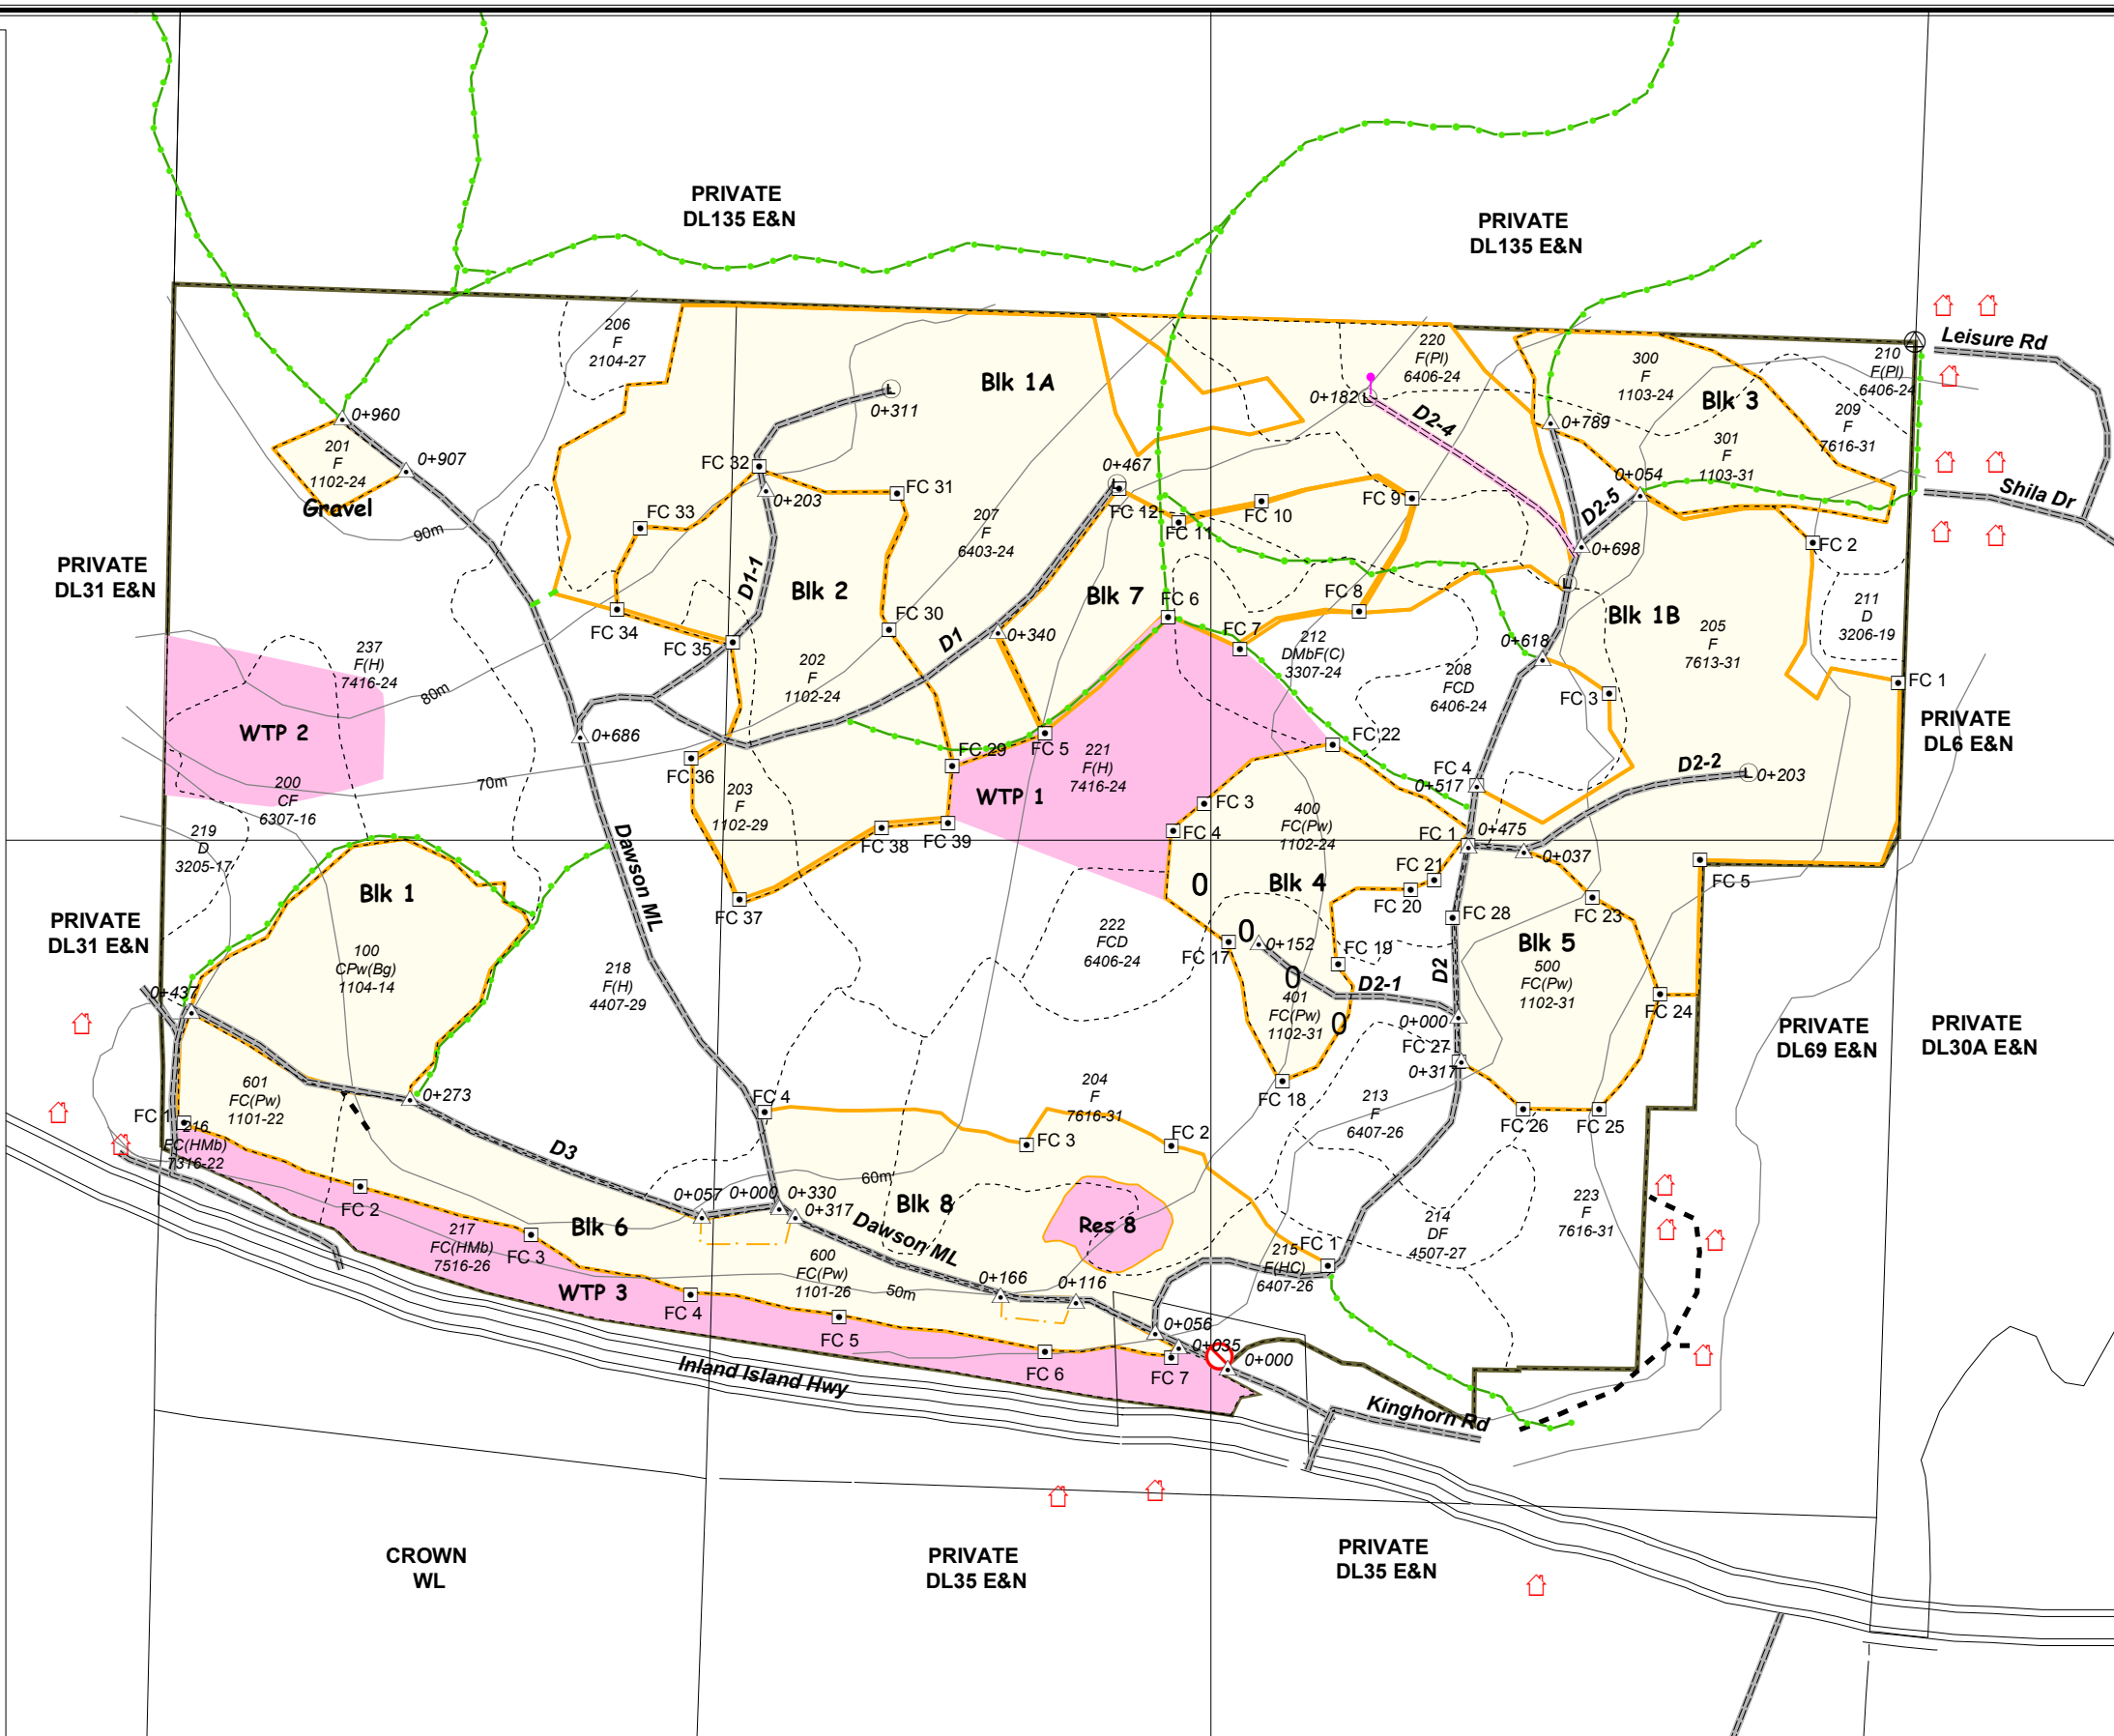 PRIVATE
DL135 E&N
PRIVATE
DL135 E&N
Leisure Rd
206
F
2104-27
220
F(Pl)
6406-24
300
F
1103-24
210
F(Pl)
6406-24
Blk 1A
Blk 3
0+182
0+311
D2-4
209
F
7616-31
0+960
201
F
1102-24
Gravel
0+907
0+789
301
F
1103-31
FC 32
0+203
FC 31
0+467
FC 12
FC 9
FC 10
FC 11
0+054
D2-5
Shila Dr
FC 33
207
F
6403-24
0+698
FC 2
90m
PRIVATE
DL31 E&N
D1-1
Blk 2
Blk 7
FC 6
FC 8
Blk 1B
211
D
3206-19
FC 34
FC 35
FC 30
D1
0+340
FC 7
212
DMbF(C)
3307-24
0+618
205
F
7613-31
237
F(H)
7416-24
202
F
1102-24
208
FCD
6406-24
FC 3
FC 1
80m
WTP 2
0+686
FC 5
FC 22
PRIVATE
DL6 E&N
FC 36
FC 29
221
F(H)
7416-24
FC 4
0+517
D2-2
0+203
200
CF
6307-16
70m
203
F
1102-29
WTP 1
FC 3
FC 4
400
FC(Pw)
1102-24
219
D
3205-17
Dawson ML
FC 38
FC 39
FC 1
0+475
0+037
Blk 1
FC 37
0
Blk 4
FC 21
FC 20
FC 5
FC 23
PRIVATE
DL31 E&N
100
CPw(Bg)
1104-14
222
FCD
6406-24
0
FC 17
0+152
FC 19
FC 28
Blk 5
500
FC(Pw)
1102-31
218
F(H)
4407-29
0
D2-1
D2
0+437
401
FC(Pw)
1102-31
0
0+000
FC 24
PRIVATE
DL69 E&N
PRIVATE
DL30A E&N
FC 27
0+317
601
FC(Pw)
1101-22
0+273
FC 4
204
F
7616-31
FC 18
213
F
6407-26
FC 26
FC 25
FC 1
216
FC(HMb)
7316-22
D3
FC 3
FC 2
60m
FC 2
0+057
0+000
0+330
0+317
Blk 8
Res 8
223
F
7616-31
Blk 6
217
FC(HMb)
7516-26
FC 3
Dawson ML
214
DF
4507-27
FC 1
215
F(HC)
6407-26
600
FC(Pw)
1101-26
50m
0+166
0+116
WTP 3
FC 4
FC 5
0+056
0+035
0+000
FC 6
FC 7
Inland Island Hwy
Kinghorn Rd
CROWN
WL
PRIVATE
DL35 E&N
PRIVATE
DL35 E&N